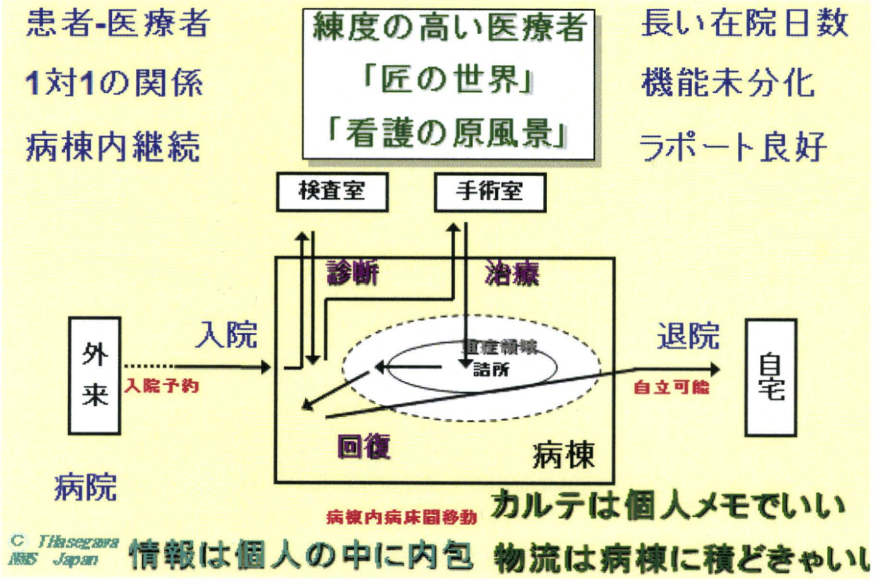 患者-医療者
1対1の関係
病棟内継続
練度の高い医療者
「匠の世界」
「看護の原風景」
長い在院日数
機能未分化
ラポート良好
検査室
手術室
診断
治療
外来
入院
入院予約
重症領域
詰所
退院
自立可能
自宅
回復
病棟
病院
病棟内病床間移動
カルテは個人メモでいい
C THasegawa
NMS Japan
情報は個人の中に内包
物流は病棟に積どきゃいい